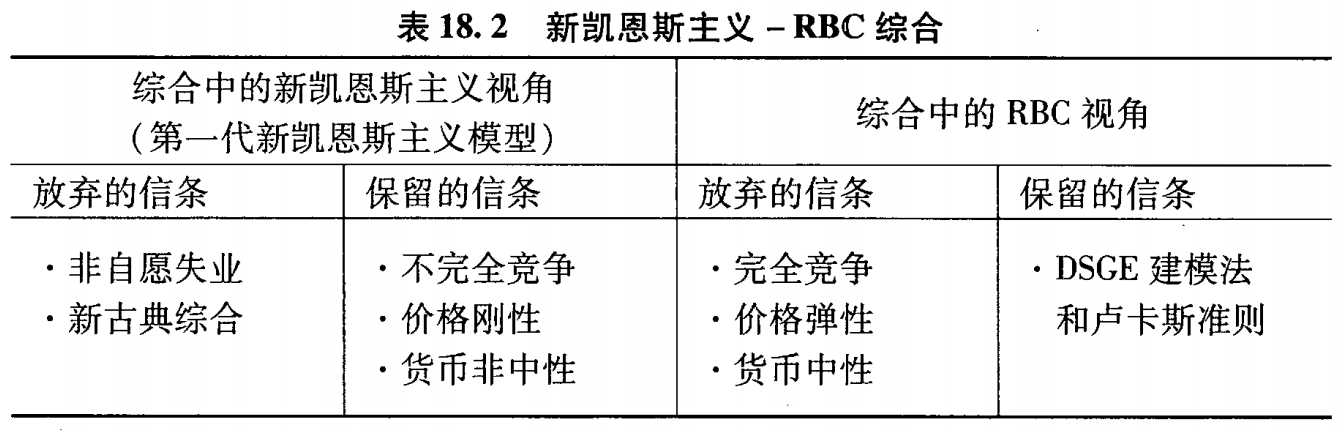 表 18.2 新凯恩斯主义 – RBC 综合
综合中的新凯恩斯主义视角
（第一代新凯恩斯主义模型）
综合中的 RBC 视角
放弃的信条 保留的信条 放弃的信条 保留的信条
· 非自愿失业 · 不完全竞争 · 完全竞争 · DSGE 建模法
· 新古典综合 · 价格刚性 · 价格弹性 和卢卡斯准则
· 货币非中性 · 货币中性